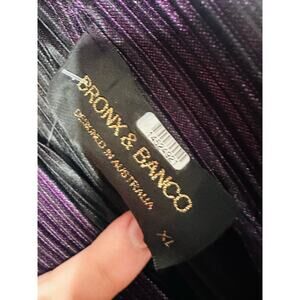 BRONX & BANCO
DESIGNED IN AUSTRALIA
XL